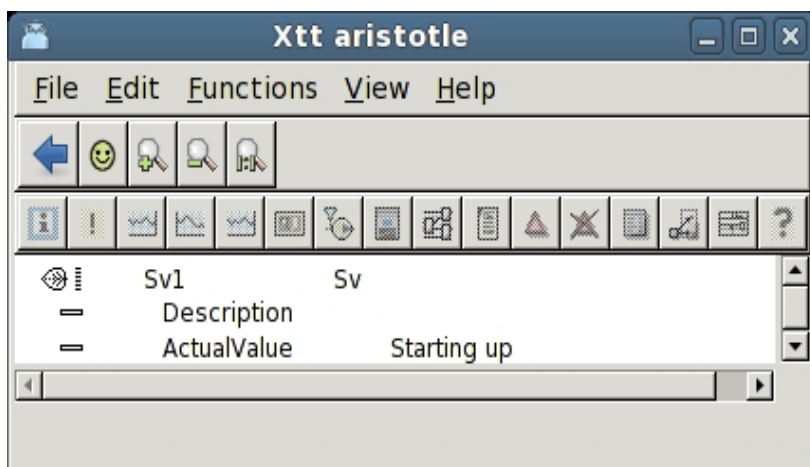 Xtt aristotle
File Edit Functions View Help
Sv1 Sv
Description
ActualValue Starting up